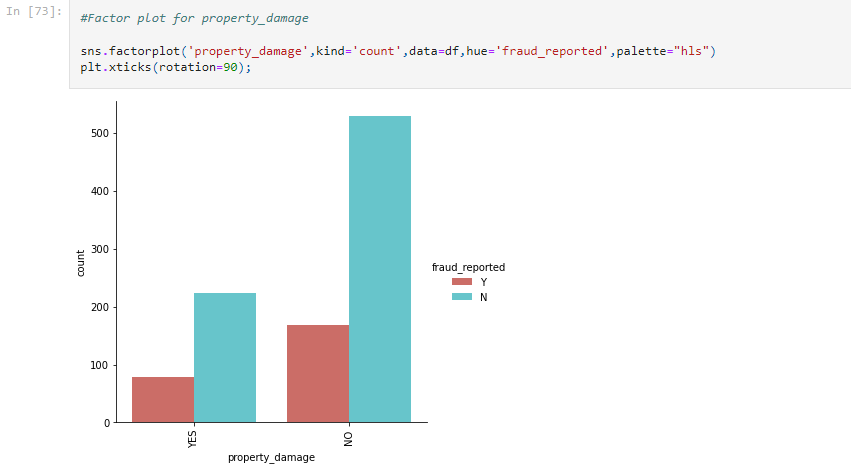 In [73]:
#Factor plot for property_damage
sns.factorplot('property_damage',kind='count',data=df,hue='fraud_reported',palette="hls")
plt.xticks(rotation=90);
500
400
300
200
100
0
count
YES
NO
property_damage
fraud_reported
Y
N